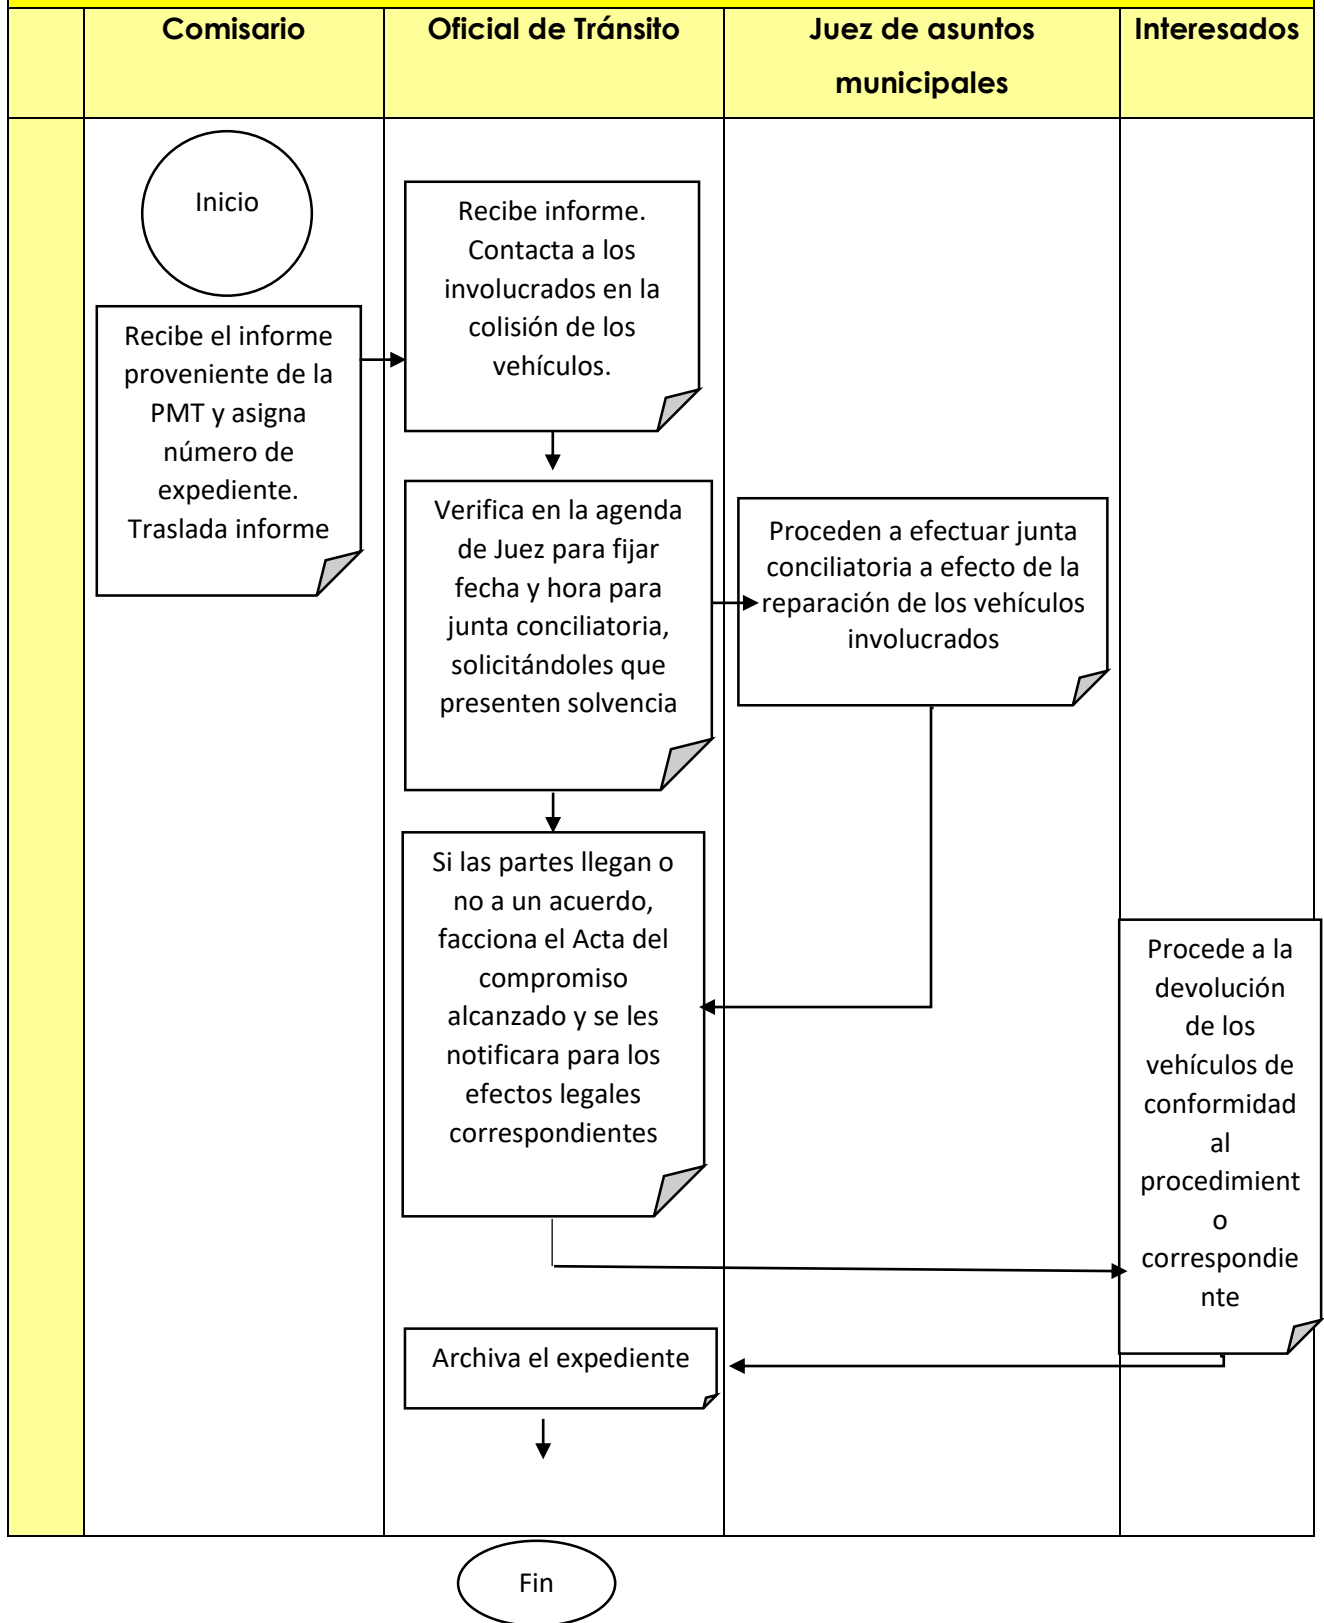 Comisario
Oficial de Tránsito
Juez de asuntos
municipales
Interesados
Inicio
Recibe el informe
proveniente de la
PMT y asigna
número de
expediente.
Traslada informe
Recibe informe.
Contacta a los
involucrados en la
colisión de los
vehículos.
Verifica en la agenda
de Juez para fijar
fecha y hora para
junta conciliatoria,
solicitándoles que
presenten solvencia
Proceden a efectuar junta
conciliatoria a efecto de la
reparación de los vehículos
involucrados
Si las partes llegan o
no a un acuerdo,
facciona el Acta del
compromiso
alcanzado y se les
notificara para los
efectos legales
correspondientes
Procede a la
devolución
de los
vehículos de
conformidad
al
procedimient
o
correspondie
nte
Archiva el expediente
Fin